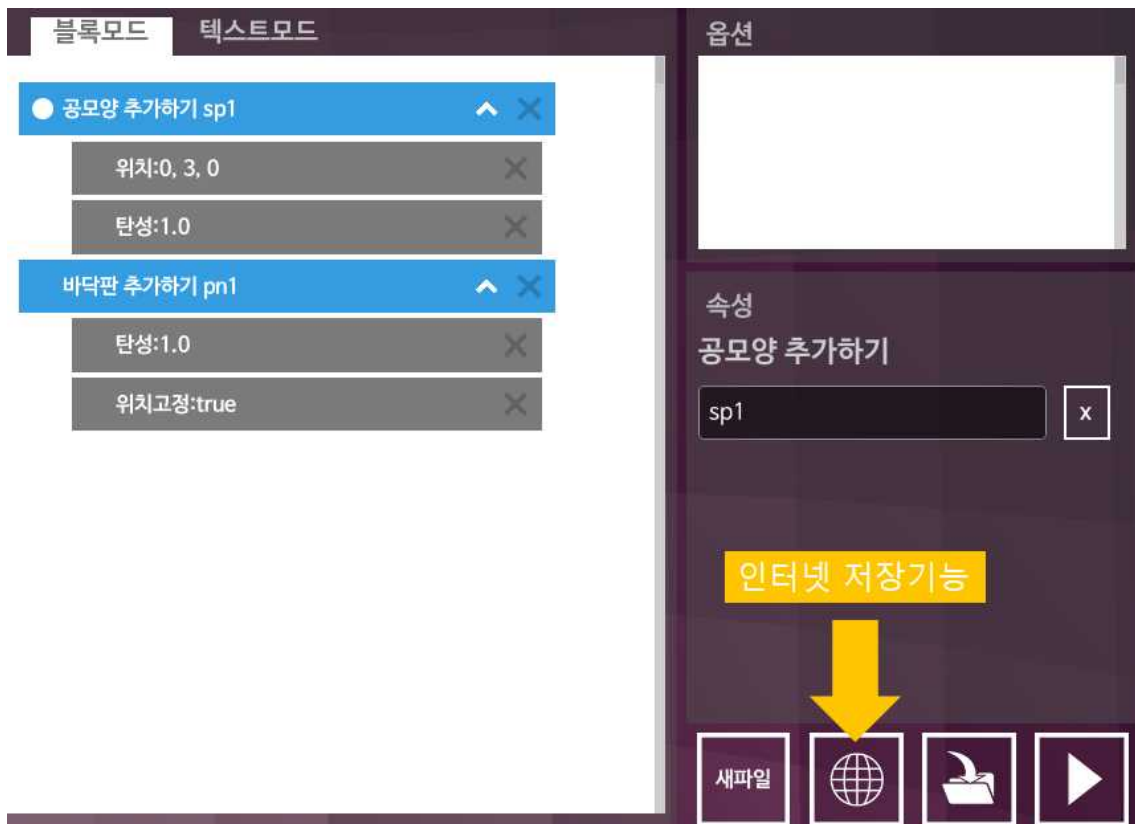 블록모드 텍스트모드
공모양 추가하기 sp1
위치:0, 3, 0
탄성:1.0
바닥판 추가하기 pn1
탄성:1.0
위치고정:true
옵션
속성
공모양 추가하기
sp1 x
인터넷 저장기능
새파일